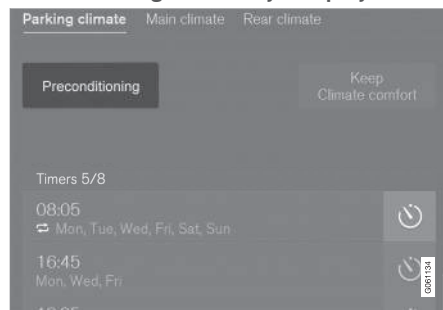 Parking climate Main climate Rear climate
Preconditioning
Keep
Climate comfort
Timers 5/8
08:05
Mon, Tue, Wed, Fri, Sat, Sun
16:45
Mon, Wed, Fri
G061134